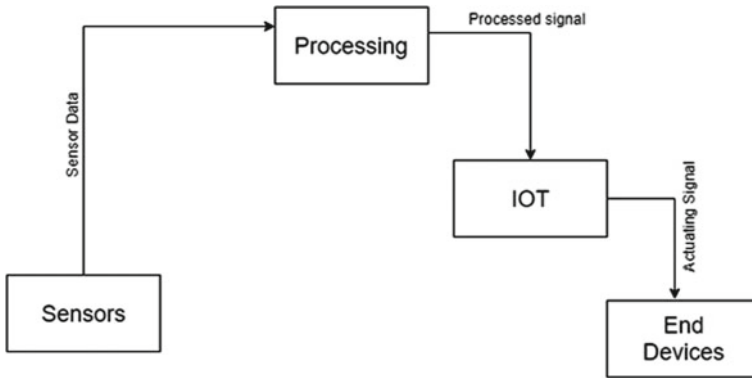 Processing
Processed signal
Sensor Data
IOT
Actuating Signal
Sensors
End
Devices